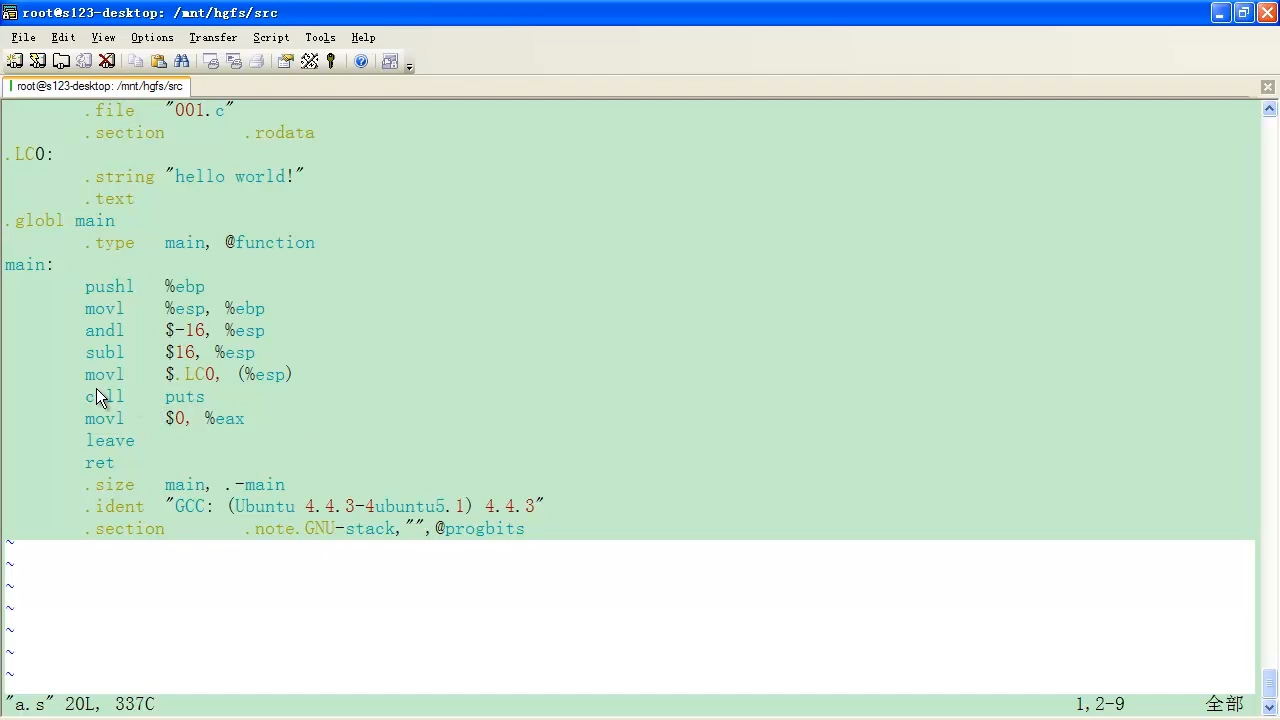 root@s123-desktop: /mnt/hgfs/src
File Edit View Options Transfer Script Tools Help
root@s123-desktop: /mnt/hgfs/src
.file "001.c"
.section .rodata
.LC0:
.string "hello world!"
.text
.globl main
.type main, @function
main:
pushl %ebp
movl %esp, %ebp
andl $-16, %esp
subl $16, %esp
movl $.LC0, (%esp)
call puts
movl $0, %eax
leave
ret
.size main, .-main
.ident "GCC: (Ubuntu 4.4.3-4ubuntu5.1) 4.4.3"
.section .note.GNU-stack,"",@progbits
~
~
~
~
~
~
~
"a.s" 20L, 337C 1,2-9 全部